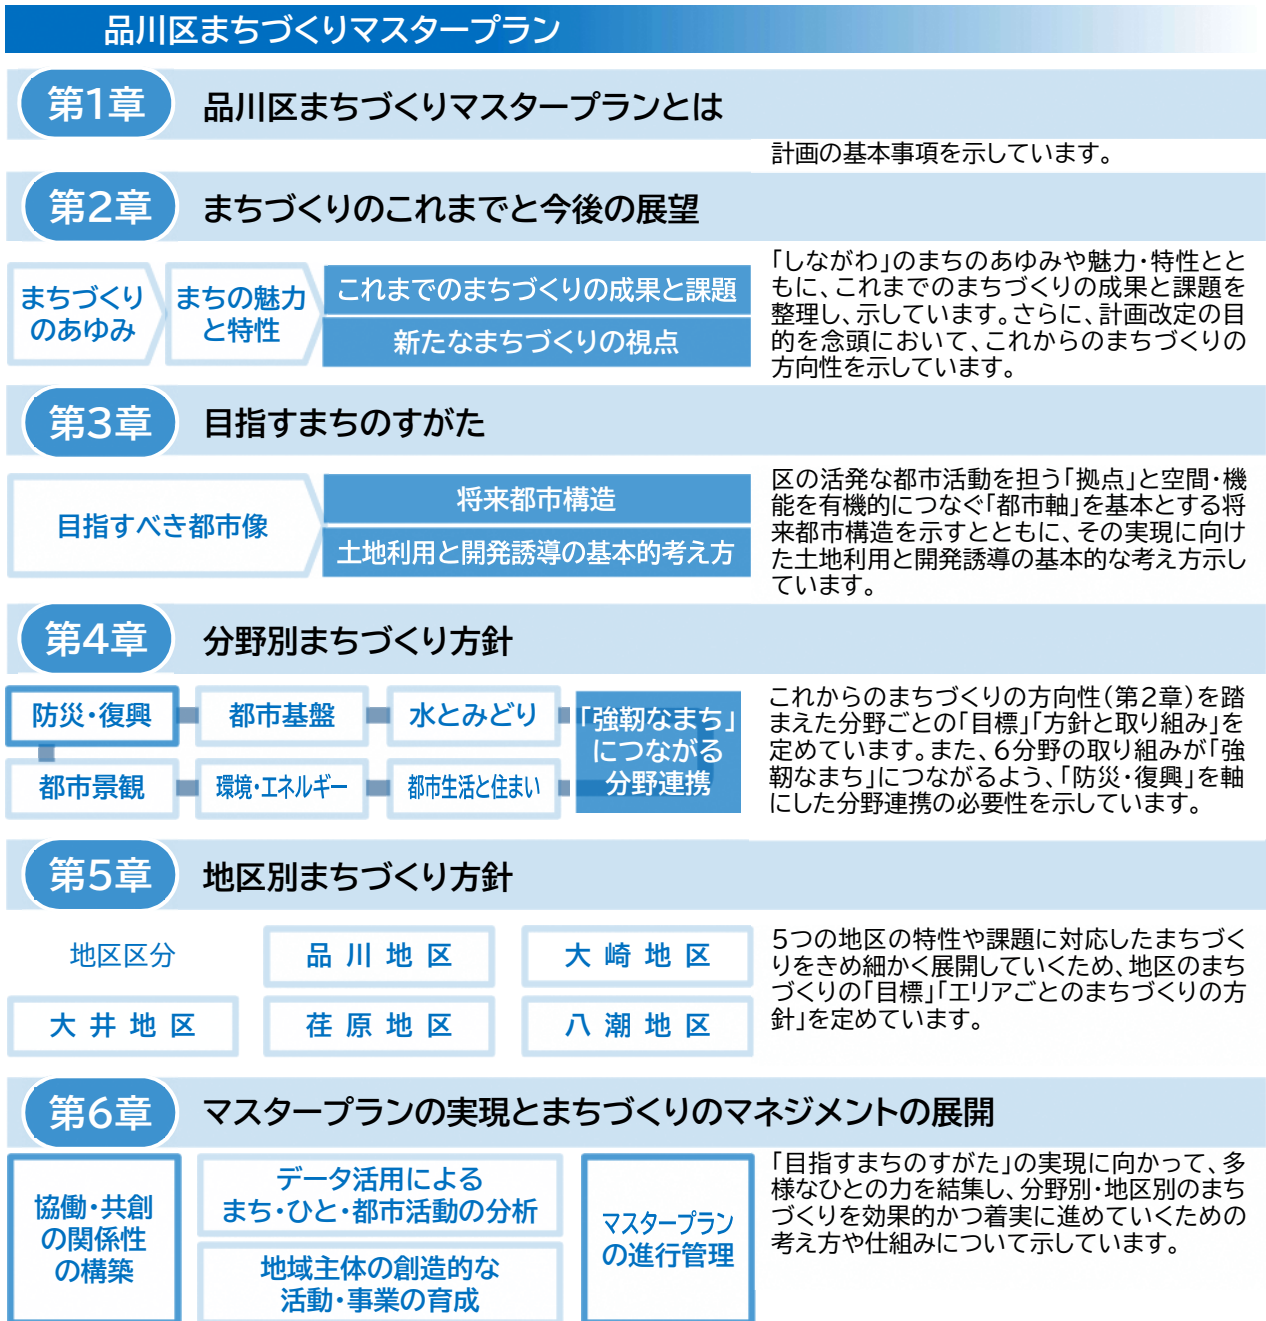 品川区まちづくりマスタープラン
第1章
品川区まちづくりマスタープランとは
計画の基本事項を示しています。
第2章
まちづくりのこれまでと今後の展望
まちづくり
のあゆみ
まちの魅力
と特性
これまでのまちづくりの成果と課題
新たなまちづくりの視点
「しながわ」のまちのあゆみや魅力・特性とと
もに、これまでのまちづくりの成果と課題を
整理し、示しています。さらに、計画改定の目
的を念頭において、これからのまちづくりの
方向性を示しています。
第3章
目指すまちのすがた
目指すべき都市像
将来都市構造
土地利用と開発誘導の基本的考え方
区の活発な都市活動を担う「拠点」と空間・機
能を有機的につなぐ「都市軸」を基本とする将
来都市構造を示すとともに、その実現に向け
た土地利用と開発誘導の基本的な考え方示し
ています。
第4章
分野別まちづくり方針
防災・復興
都市基盤
水とみどり
都市景観
環境・エネルギー
都市生活と住まい
「強靭なまち」
につながる
分野連携
これからのまちづくりの方向性（第2章）を踏
まえた分野ごとの「目標」「方針と取り組み」を
定めています。また、6分野の取り組みが「強
靭なまち」につながるよう、「防災・復興」を軸
にした分野連携の必要性を示しています。
第5章
地区別まちづくり方針
地区区分
品川地区
大崎地区
大井地区
荏原地区
八潮地区
5つの地区の特性や課題に対応したまちづく
りをきめ細かく展開していくため、地区のまち
づくりの「目標」「エリアごとのまちづくりの方
針」を定めています。
第6章
マスタープランの実現とまちづくりのマネジメントの展開
協働・共創
の関係性
の構築
データ活用による
まち・ひと・都市活動の分析
地域主体の創造的な
活動・事業の育成
マスタープラン
の進行管理
「目指すまちのすがた」の実現に向かって、多
様なひとの力を結集し、分野別・地区別のまち
づくりを効果的かつ着実に進めていくための
考え方や仕組みについて示しています。